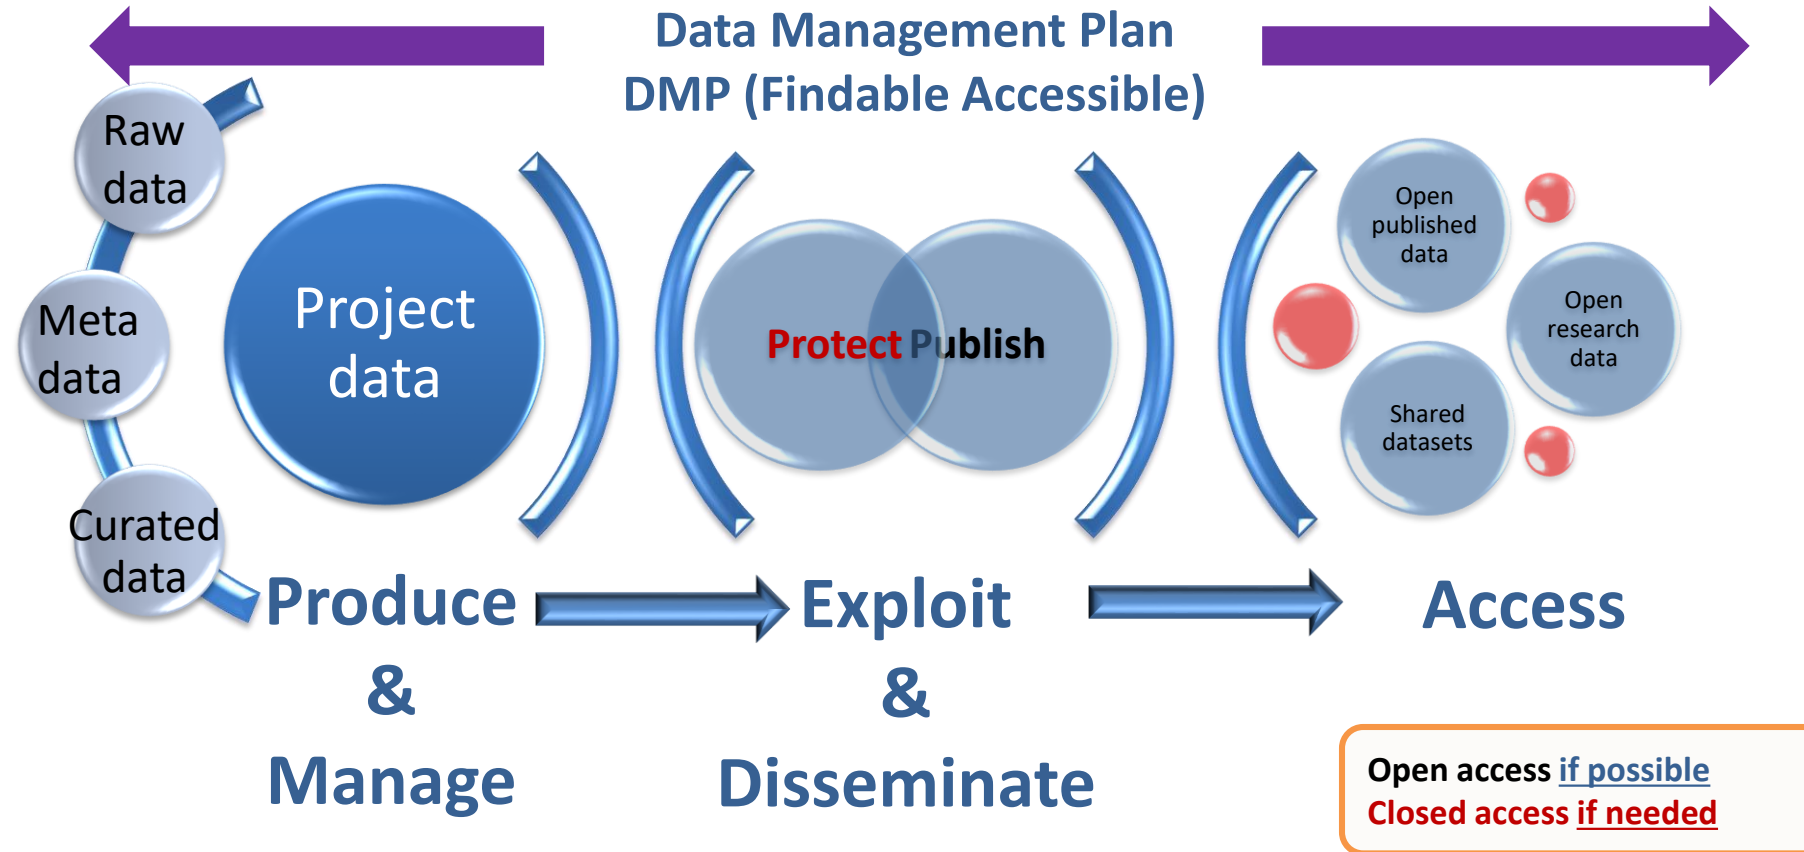 Data Management Plan
DMP (Findable Accessible)
Raw
data
Meta
data
Curated
data
Project
data
Protect Publish
Open
published
data
Open
research
data
Shared
datasets
Produce
&
Manage
Exploit
&
Disseminate
Access
Open access if possible
Closed access if needed